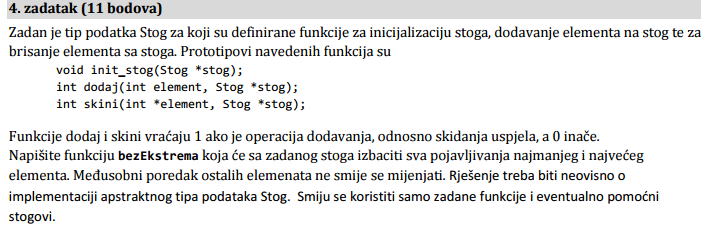 4. zadatak (11 bodova)
Zadan je tip podatka Stog za koji su definirane funkcije za inicijalizaciju stoga, dodavanje elementa na stog te za
brisanje elementa sa stoga. Prototipovi navedenih funkcija su
void init_stog(Stog *stog);
int dodaj(int element, Stog *stog);
int skini(int *element, Stog *stog);
Funkcije dodaj i skini vraćaju 1 ako je operacija dodavanja, odnosno skidanja uspjela, a 0 inače.
Napišite funkciju bezEkstrema koja će sa zadanog stoga izbaciti sva pojavljivanja najmanjeg i najvećeg
elementa. Međusobni poredak ostalih elemenata ne smije se mijenjati. Rješenje treba biti neovisno o
implementaciji apstraktnog tipa podataka Stog. Smiju se koristiti samo zadane funkcije i eventualno pomoćni
stogovi.